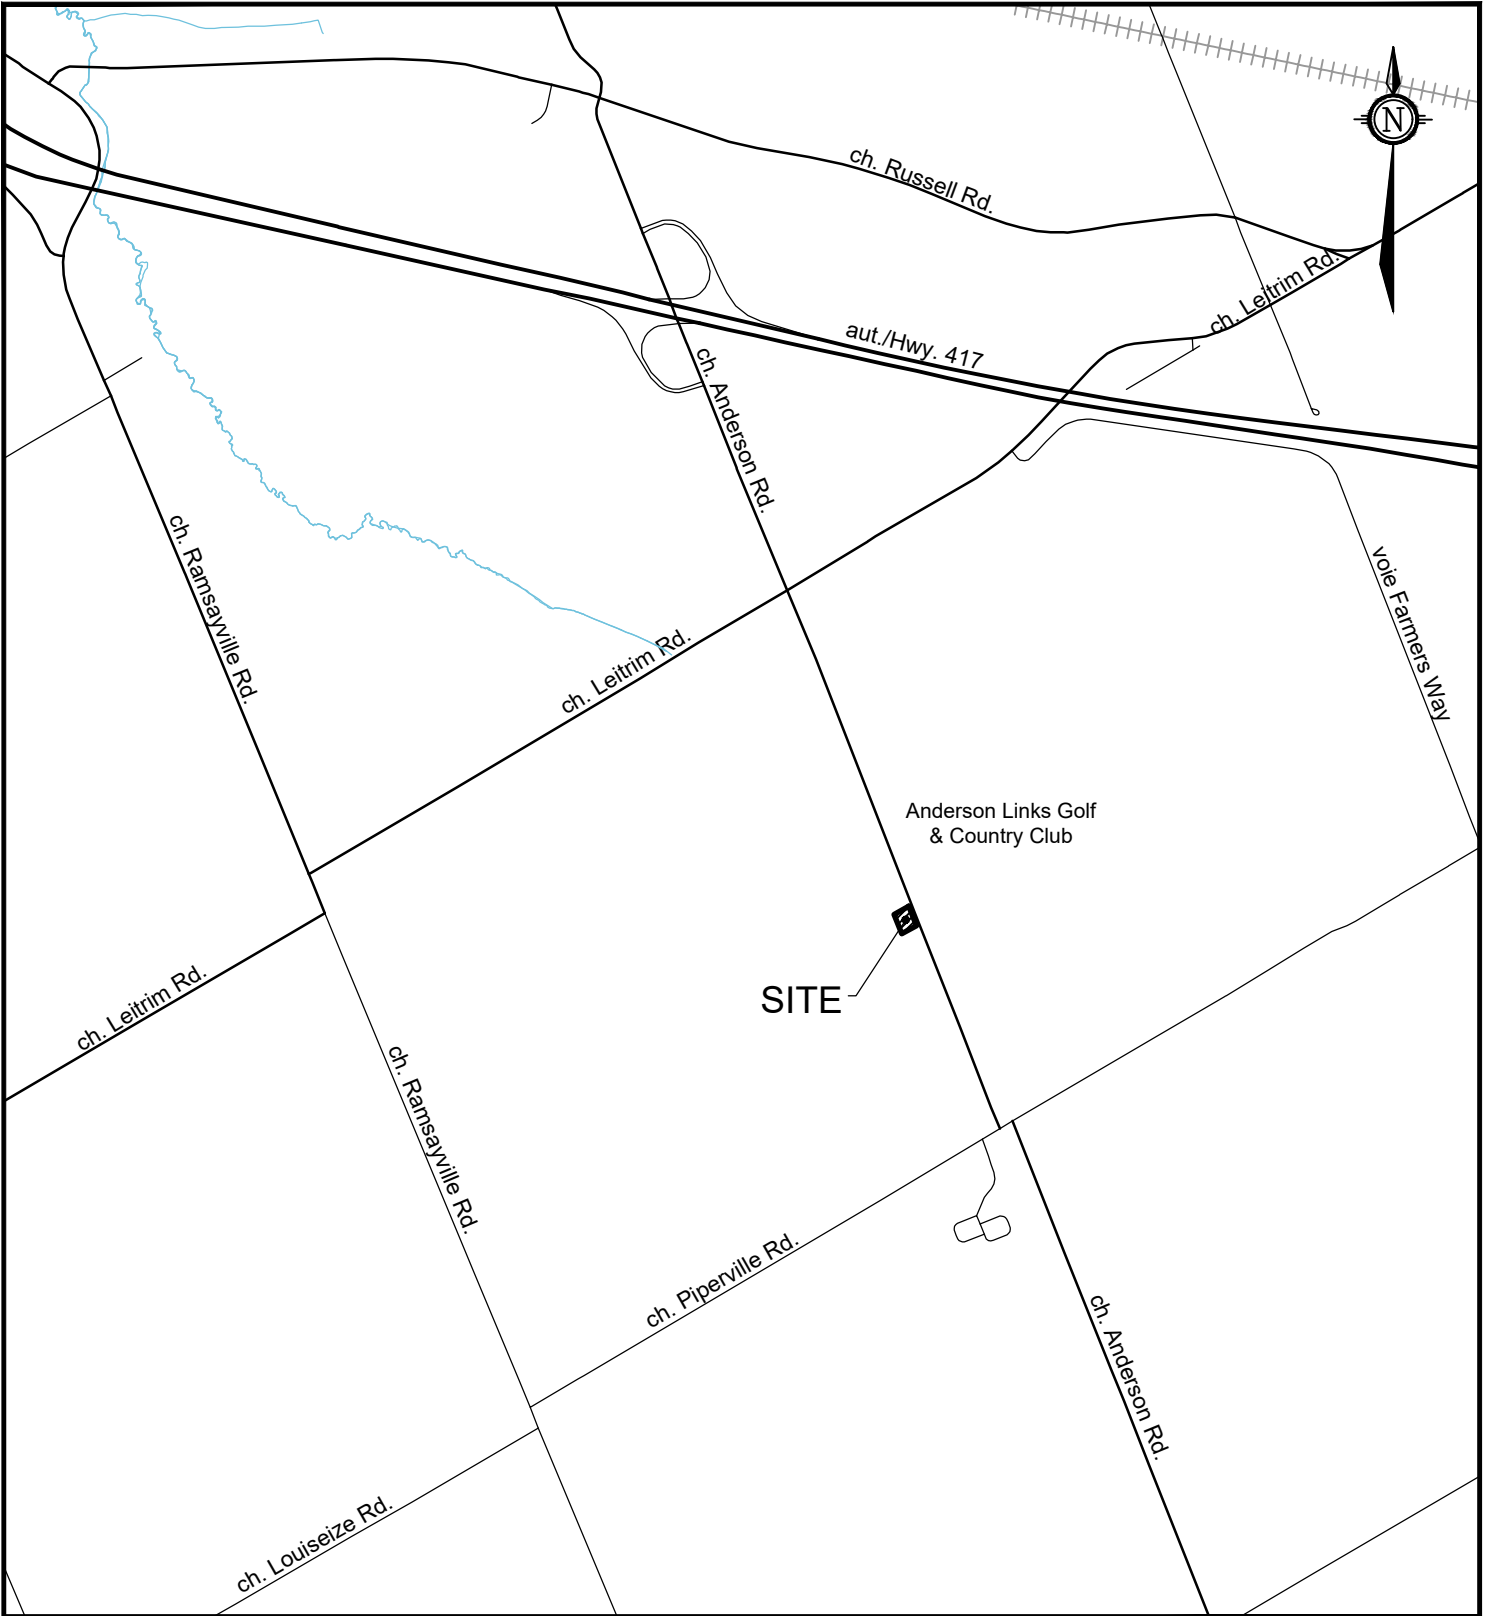 N
ch. Russell Rd.
ch. Leitrim Rd.
aut./Hwy. 417
ch. Anderson Rd.
ch. Ramsayville Rd.
voie Farmers Way
ch. Leitrim Rd.
Anderson Links Golf
& Country Club
SITE
ch. Leitrim Rd.
ch. Ramsayville Rd.
ch. Piperville Rd.
ch. Anderson Rd.
ch. Louiseize Rd.